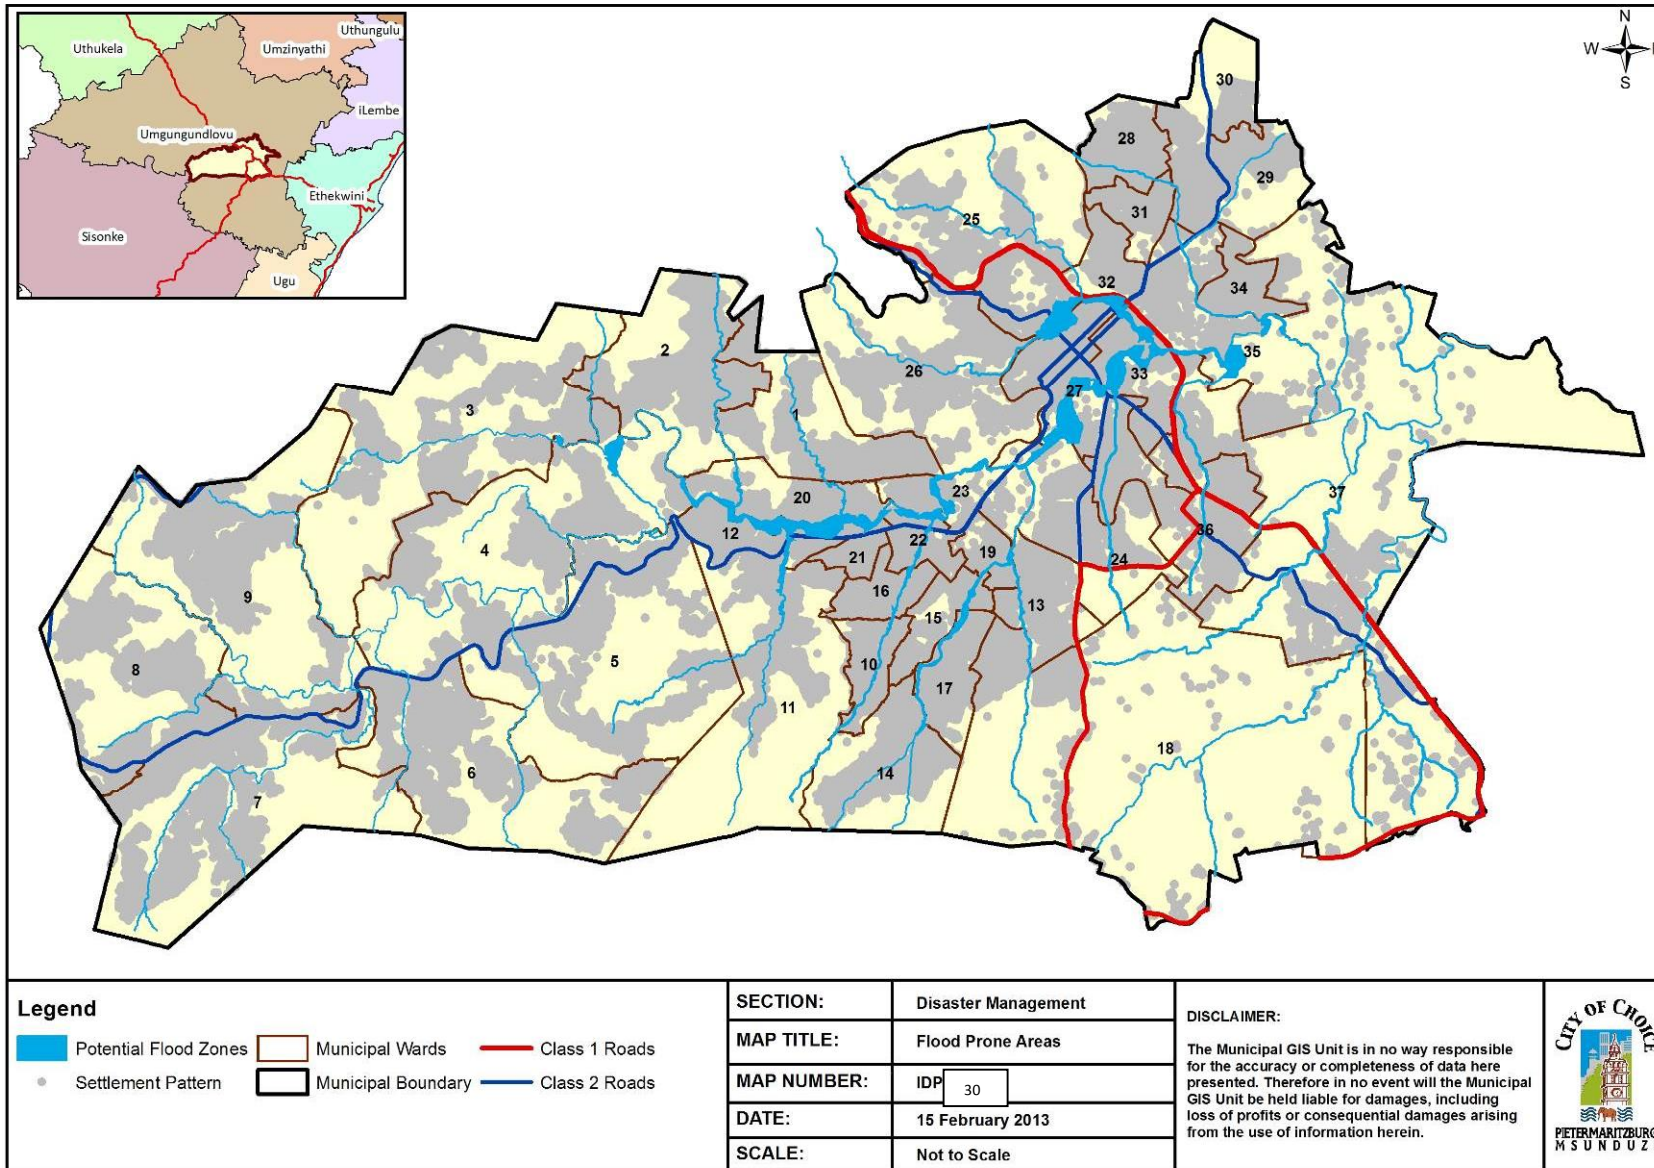 Uthukela
Umzinyathi
Uthungulu
iLembe
Umgungundlovu
Ethekwini
Sisonke
Ugu
N
W
S
30
28
29
31
25
32
34
2
35
26
33
27
3
1
20
23
37
12
22
36
4
21
19
24
9
16
13
15
8
5
10
17
11
18
6
14
7
Legend
Potential Flood Zones
Municipal Wards
Class 1 Roads
Settlement Pattern
Municipal Boundary
Class 2 Roads
SECTION: Disaster Management
MAP TITLE: Flood Prone Areas
MAP NUMBER: IDP 30
DATE: 15 February 2013
SCALE: Not to Scale
DISCLAIMER:
The Municipal GIS Unit is in no way responsible
for the accuracy or completeness of data here
presented. Therefore in no event will the Municipal
GIS Unit be held liable for damages, including
loss of profits or consequential damages arising
from the use of information herein.
CITY OF CHOICE
PIETERMARITZBURG
MSUNDUZ